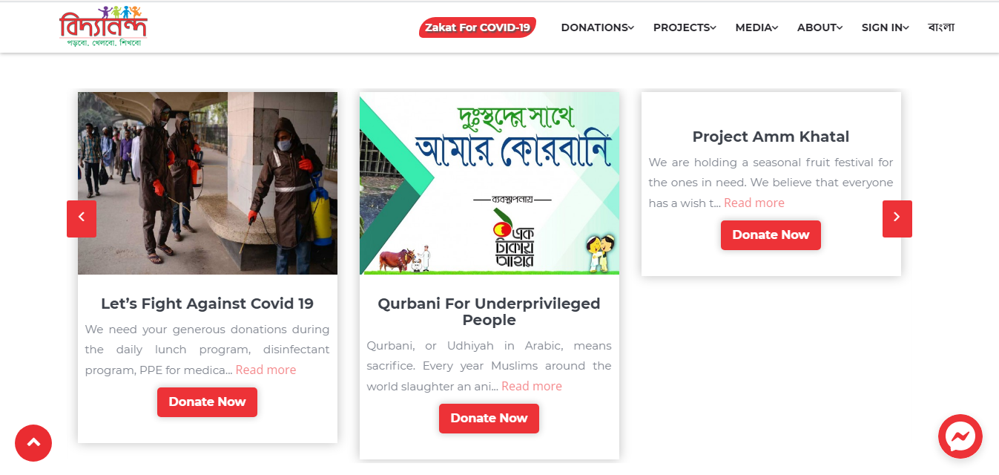 বিদ্যানন্দ
পড়বো, খেলবো, শিখবো
Zakat For COVID-19
DONATIONS
PROJECTS
MEDIA
ABOUT
SIGN IN
বাংলা
দুঃস্থদের সাথে
আমার কোরবানি
ব্যবস্থাপনায়
এক
টাকায়
আহার
Let’s Fight Against Covid 19
We need your generous donations during
the daily lunch program, disinfectant
program, PPE for medica... Read more
Donate Now
Qurbani For Underprivileged
People
Qurbani, or Udhiyah in Arabic, means
sacrifice. Every year Muslims around the
world slaughter an ani... Read more
Donate Now
Project Amm Khatal
We are holding a seasonal fruit festival for
the ones in need. We believe that everyone
has a wish t... Read more
Donate Now